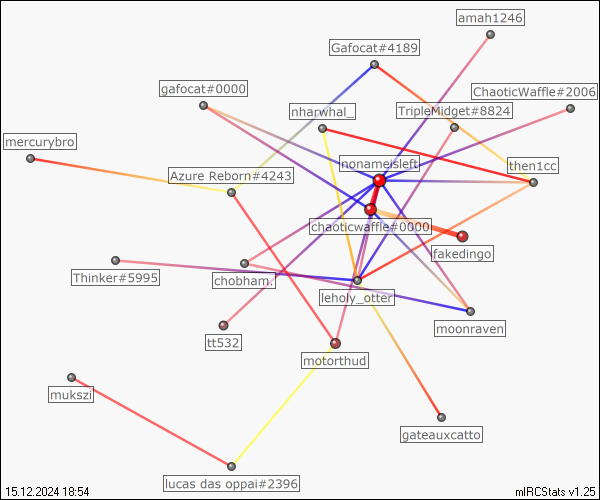 amah1246
Gafocat#4189
gafocat#0000
ChaoticWaffle#2006
nharwhal_
TripleMidget#8824
mercurybro
nonameisleft
then1cc
Azure Reborn#4243
chaoticwaffle#0000
fakedingo
Thinker#5995
chobham.
leholy_otter
moonraven
tt532
motorthud
mukszi
gateauxcatto
lucas das oppai#2396
15.12.2024 18:54
mIRCStats v1.25